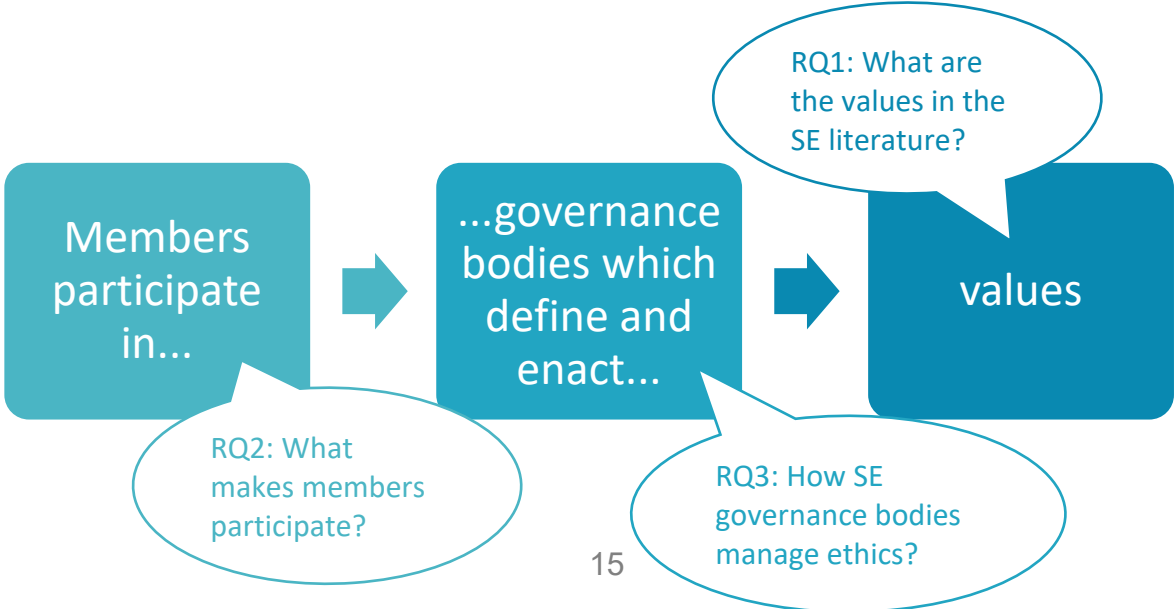 RQ1: What are
the values in the
SE literature?
Members
participate
in...
...governance
bodies which
define and
enact...
values
RQ2: What
makes members
participate?
RQ3: How SE
governance bodies
manage ethics?
15